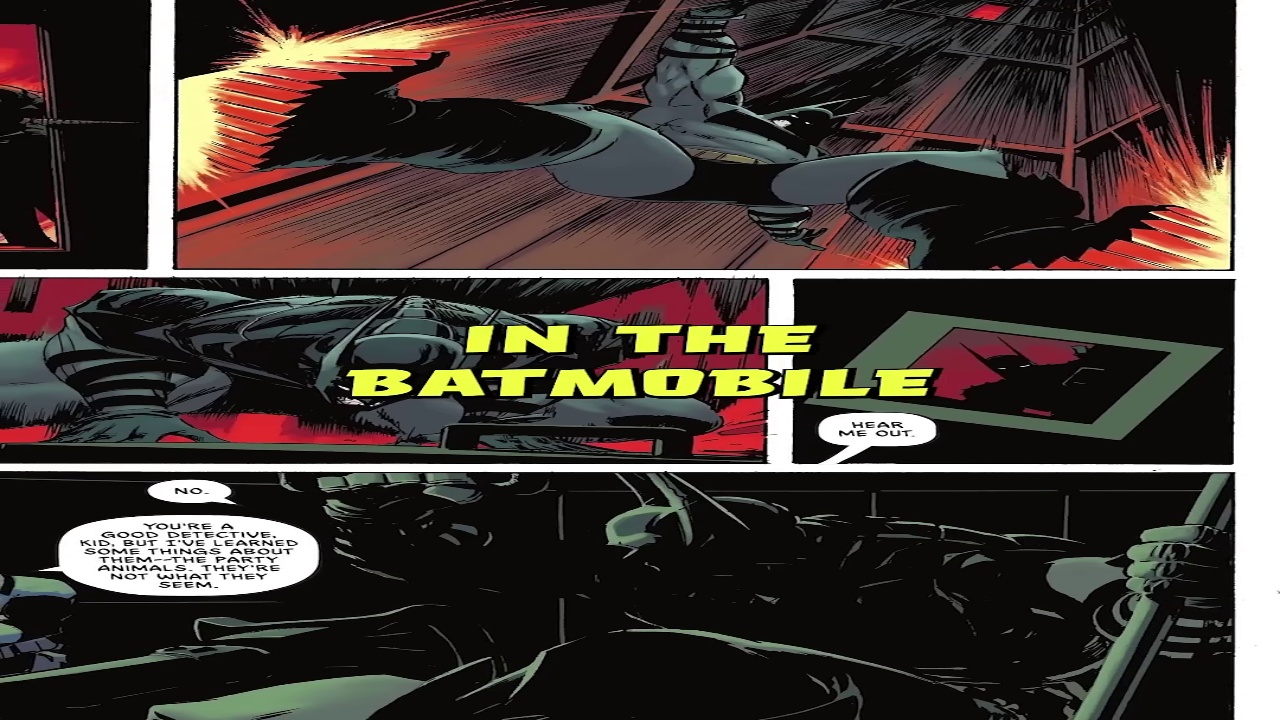 IN THE
BATMOBILE
HEAR
ME OUT.
NO.
YOU'RE A
GOOD DETECTIVE,
KID, BUT I'VE LEARNED
SOME THINGS ABOUT
THEM--THE PARTY
ANIMALS. THEY'RE
NOT WHAT THEY
SEEM.